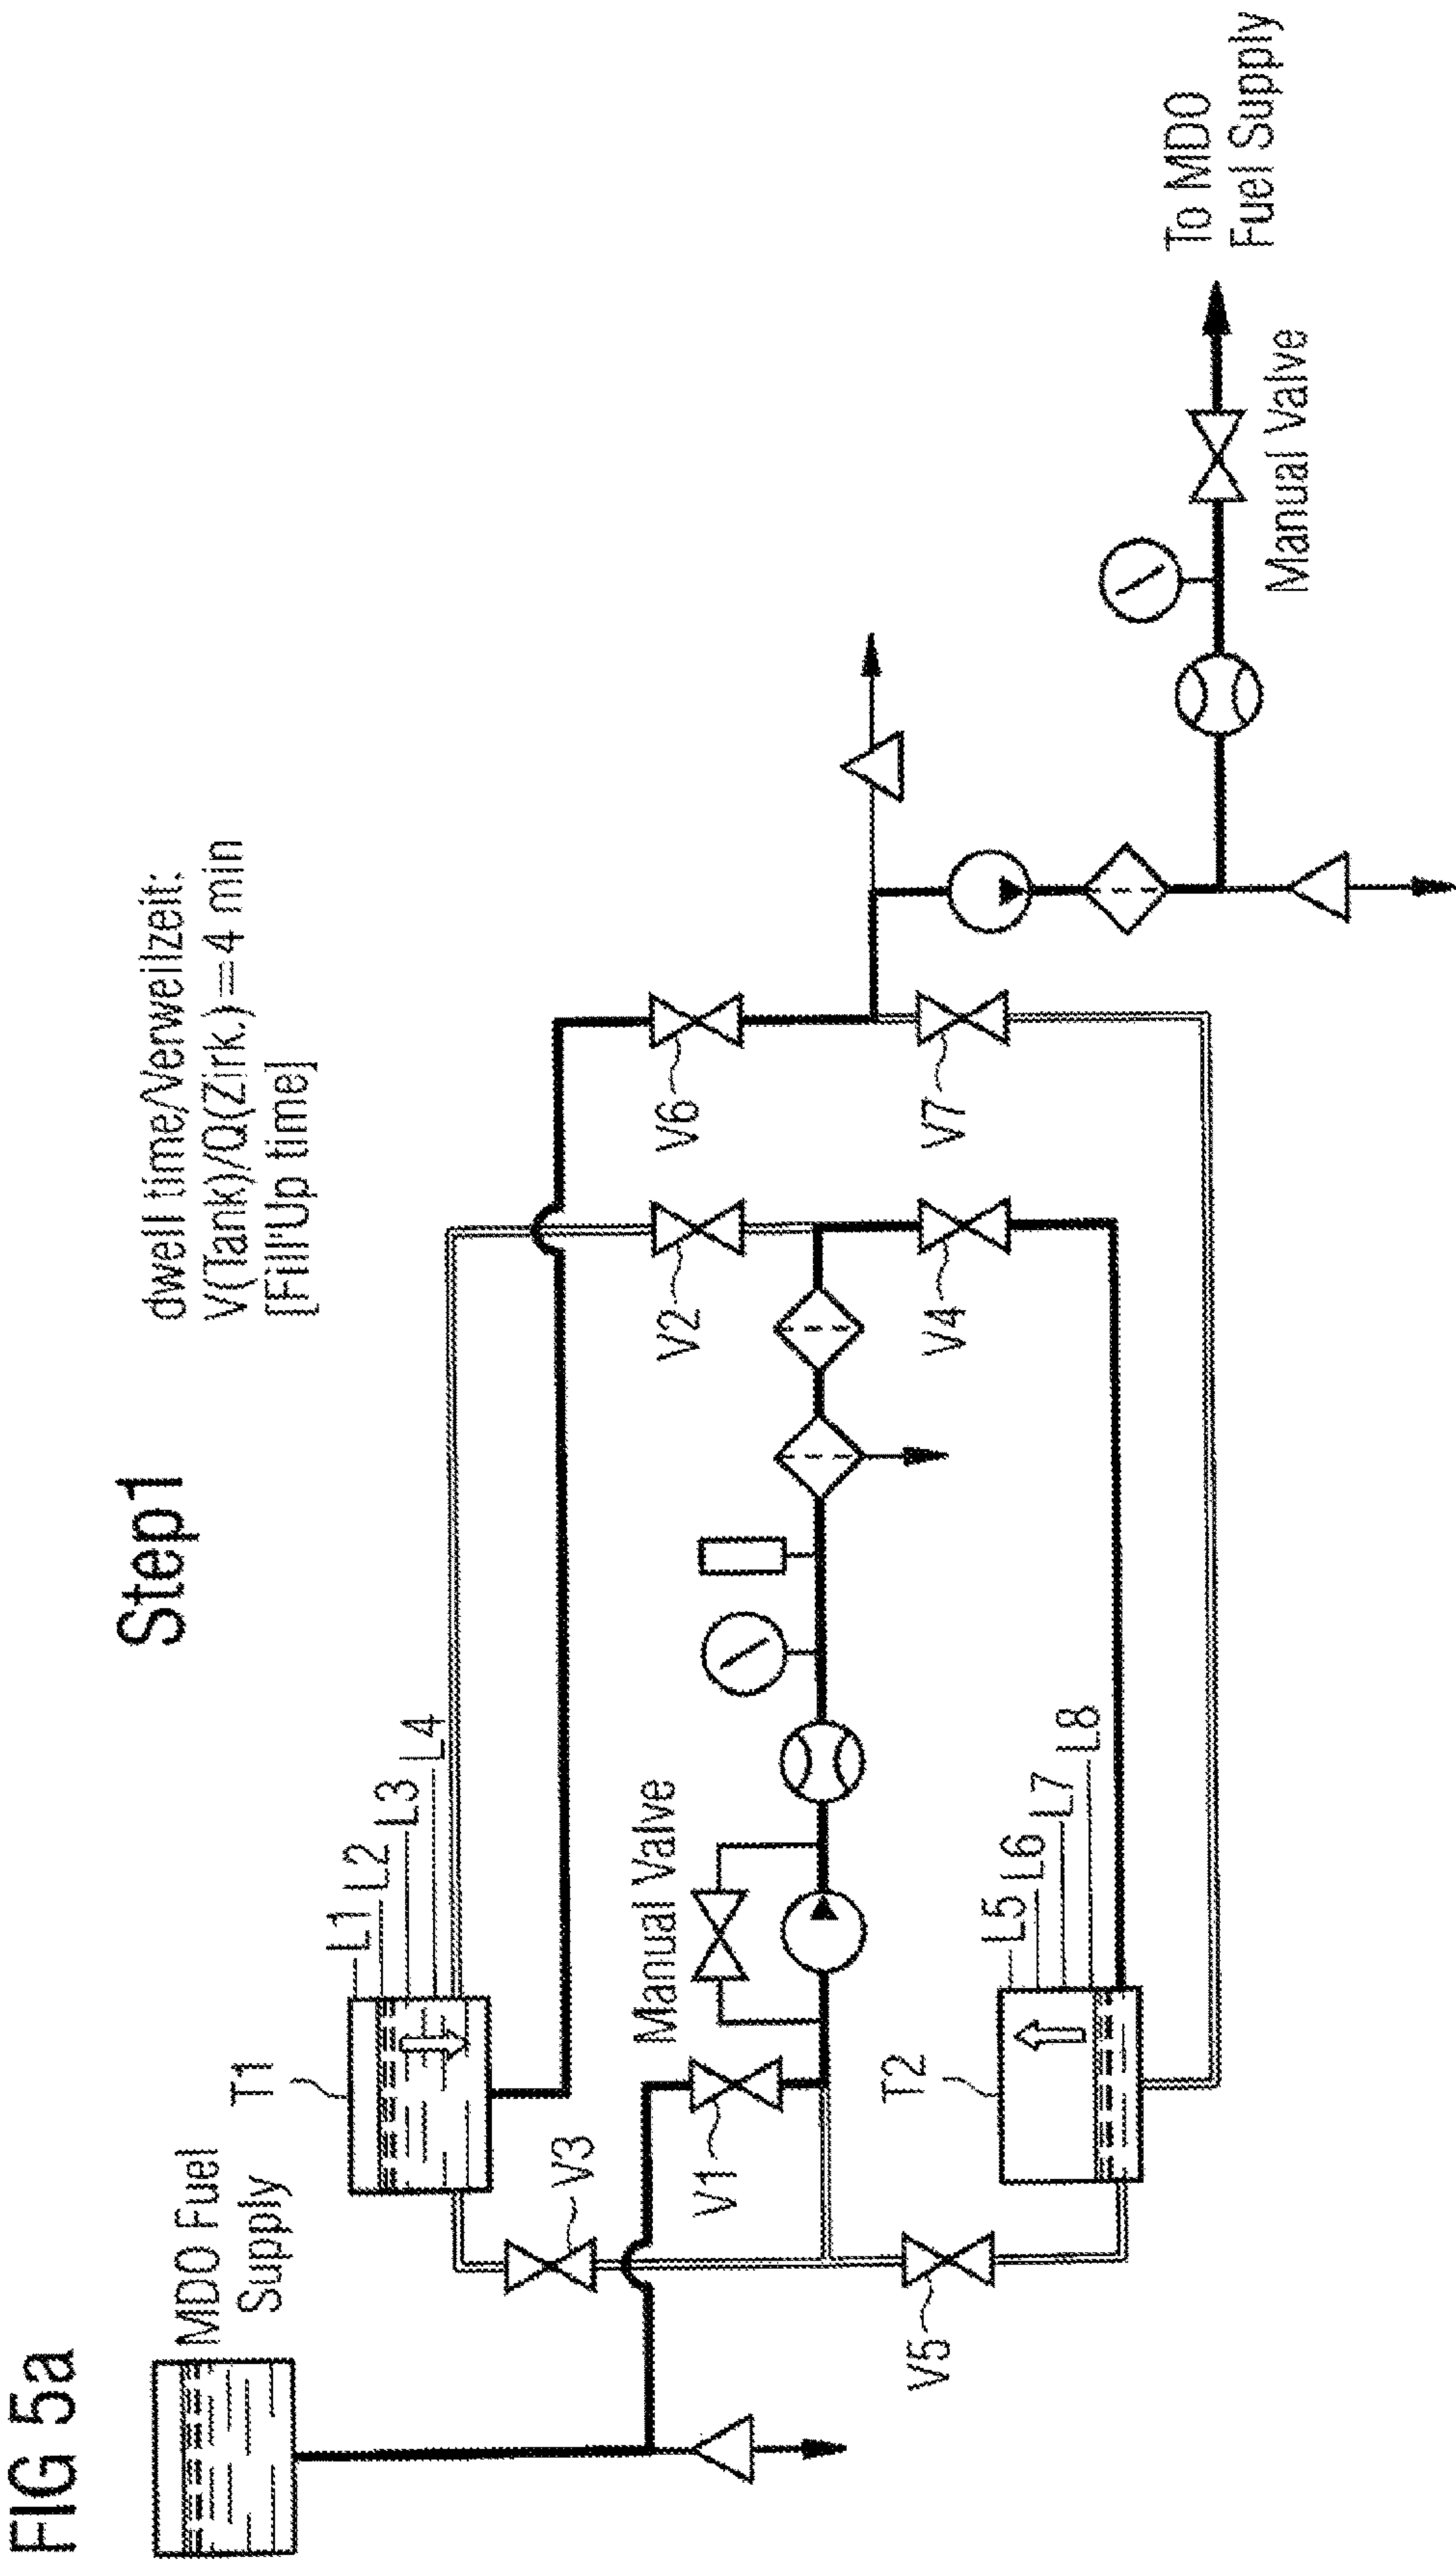 FIG 5a
Step1
dwell time/Verweilzeit:
V(Tank)/Q(Zirk.)=4 min
[Fill'Up time]
MDO Fuel
Supply
T1
L1
L2
L3
L4
V3
V1
Manual Valve
V2
V6
V5
T2
L5
L6
L7
L8
V4
V7
Manual Valve
To MDO
Fuel Supply